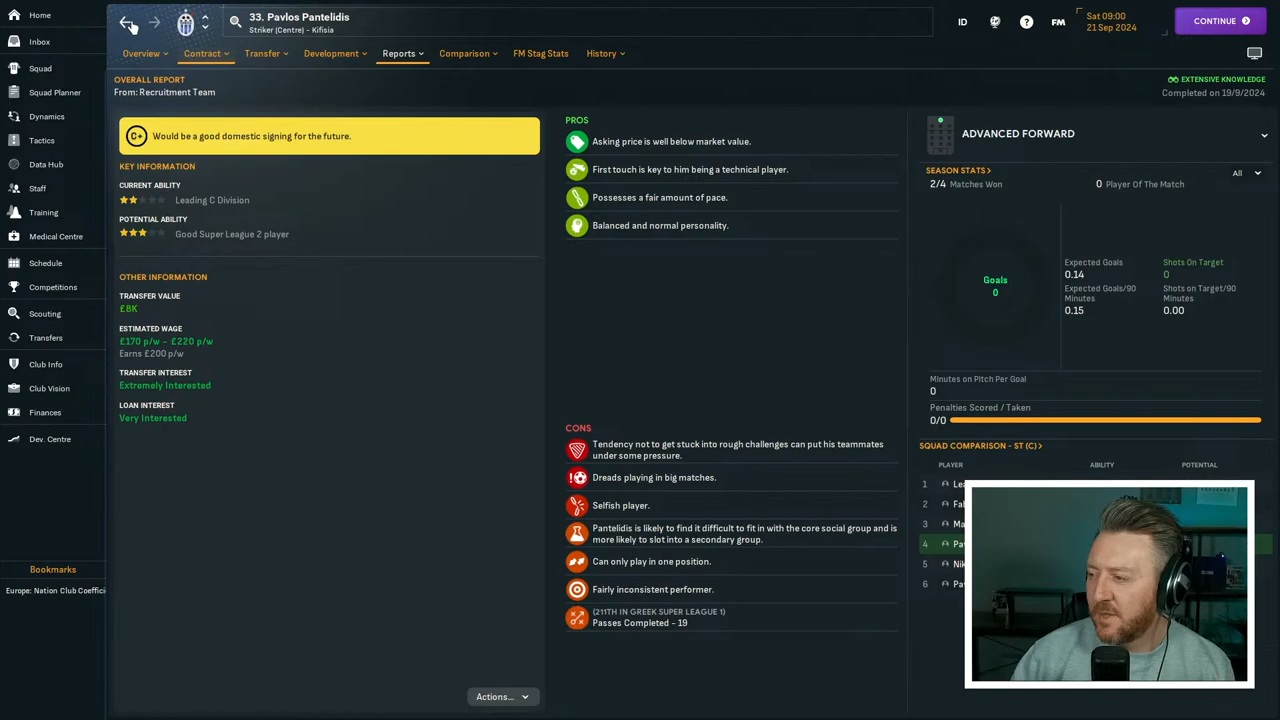 Home
Inbox
Squad
Squad Planner
Dynamics
Tactics
Data Hub
Staff
Training
Medical Centre
Schedule
Competitions
Scouting
Transfers
Club Info
Club Vision
Finances
Dev. Centre
Bookmarks
Europe: Nation Club Coeffici
33. Pavlos Pantelidis
Striker (Centre) - Kifisia
ID
FM
Sat 09:00
21 Sep 2024
CONTINUE
Overview
Contract
Transfer
Development
Reports
Comparison
FM Stag Stats
History
OVERALL REPORT
From: Recruitment Team
EXTENSIVE KNOWLEDGE
Completed on 19/9/2024
C+ Would be a good domestic signing for the future.
KEY INFORMATION
CURRENT ABILITY
Leading C Division
POTENTIAL ABILITY
Good Super League 2 player
OTHER INFORMATION
TRANSFER VALUE
£8K
ESTIMATED WAGE
£170 p/w - £220 p/w
Earns £200 p/w
TRANSFER INTEREST
Extremely Interested
LOAN INTEREST
Very Interested
Actions...
PROS
Asking price is well below market value.
First touch is key to him being a technical player.
Possesses a fair amount of pace.
Balanced and normal personality.
CONS
Tendency not to get stuck into rough challenges can put his teammates
under some pressure.
Dreads playing in big matches.
Selfish player.
Pantelidis is likely to find it difficult to fit in with the core social group and is
more likely to slot into a secondary group.
Can only play in one position.
Fairly inconsistent performer.
(211TH IN GREEK SUPER LEAGUE 1)
Passes Completed - 19
ADVANCED FORWARD
SEASON STATS >
All
2/4 Matches Won
0 Player Of The Match
Goals
0
Expected Goals
0.14
Shots On Target
0
Expected Goals/90
Minutes
0.15
Shots on Target/90
Minutes
0.00
Minutes on Pitch Per Goal
0
Penalties Scored / Taken
0/0
SQUAD COMPARISON - ST (C) >
PLAYER ABILITY POTENTIAL
1 Lea
2 Fab
3 Ma
4 Pav
5 Nik
6 Pav